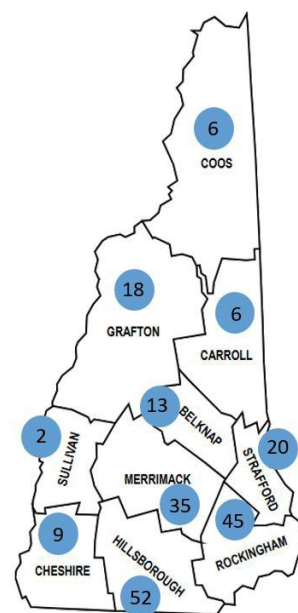 6
COOS
18
GRAFTON
6
CARROLL
13
BELKNAP
2
SULLIVAN
20
STRAFFORD
MERRIMACK
35
45
ROCKINGHAM
9
CHESHIRE
HILLSBOROUGH
52